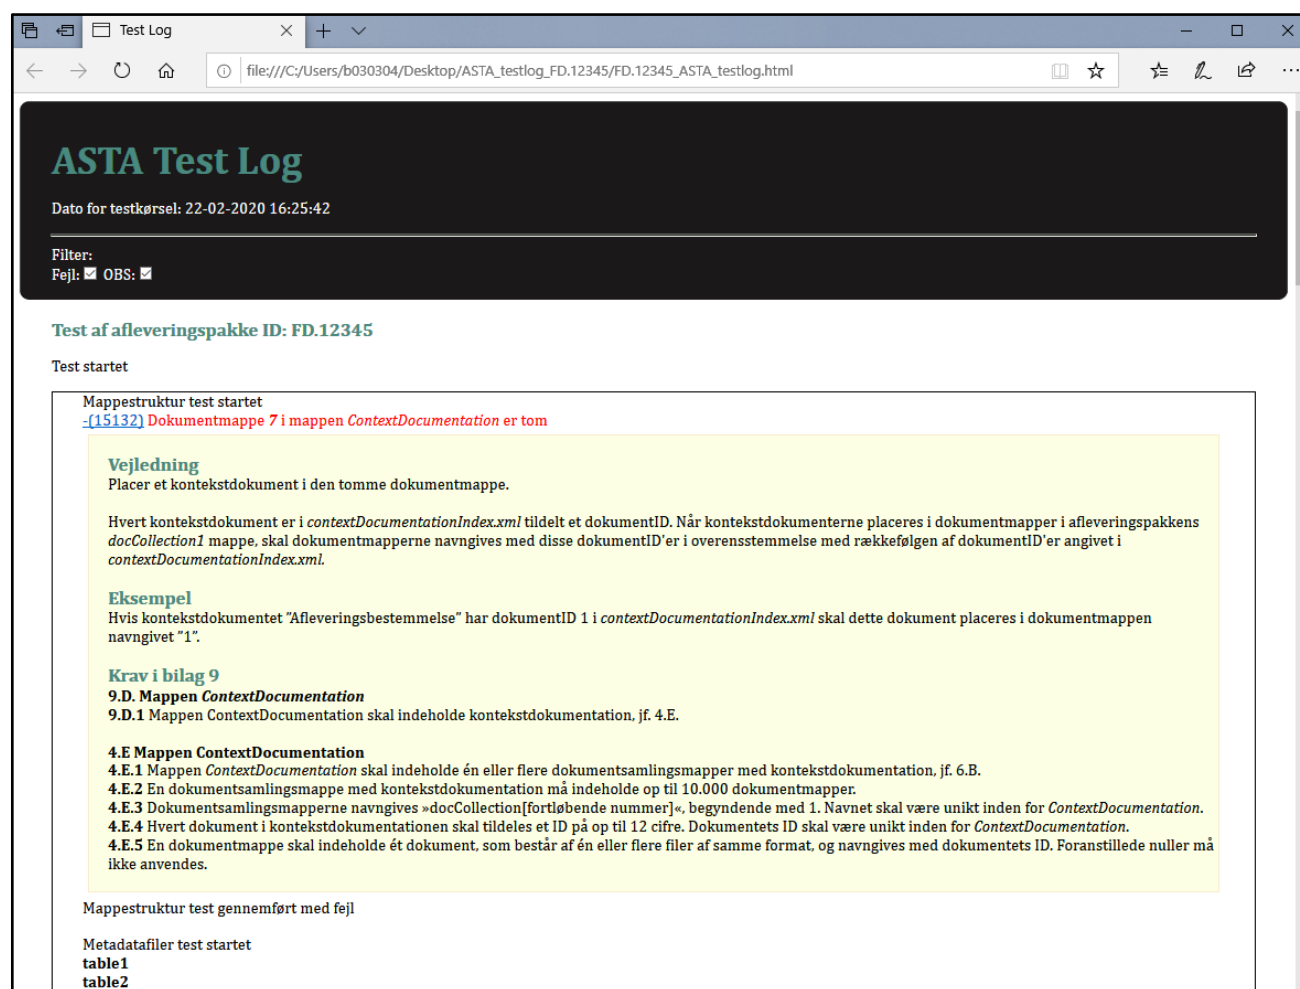 Test Log
file:///C:/Users/b030304/Desktop/ASTA_testlog_FD.12345/FD.12345_ASTA_testlog.html
ASTA Test Log
Dato for testkørsel: 22-02-2020 16:25:42
Filter:
Fejl: OBS:
Test af afleveringspakke ID: FD.12345
Test startet
Mappestruktur test startet
-(15132) Dokumentmappe 7 i mappen ContextDocumentation er tom
Vejledning
Placer et kontekstdokument i den tomme dokumentmappe.
Hvert kontekstdokument er i contextDocumentationIndex.xml tildelt et dokumentID. Når kontekstdokumenterne placeres i dokumentmapper i afleveringspakkens
docCollection1 mappe, skal dokumentmapperne navngives med disse dokumentID'er i overensstemmelse med rækkefølgen af dokumentID'er angivet i
contextDocumentationIndex.xml.
Eksempel
Hvis kontekstdokumentet "Afleveringsbestemmelse" har dokumentID 1 i contextDocumentationIndex.xml skal dette dokument placeres i dokumentmappen
navngivet "1".
Krav i bilag 9
9.D. Mappen ContextDocumentation
9.D.1 Mappen ContextDocumentation skal indeholde kontekstdokumentation, jf. 4.E.
4.E Mappen ContextDocumentation
4.E.1 Mappen ContextDocumentation skal indeholde én eller flere dokumentsamlingsmapper med kontekstdokumentation, jf. 6.B.
4.E.2 En dokumentsamlingsmappe med kontekstdokumentation må indeholde op til 10.000 dokumentmapper.
4.E.3 Dokumentsamlingsmapperne navngives »docCollection[fortløbende nummer]«, begyndende med 1. Navnet skal være unikt inden for ContextDocumentation.
4.E.4 Hvert dokument i kontekstdokumentationen skal tildeles et ID på op til 12 cifre. Dokumentets ID skal være unikt inden for ContextDocumentation.
4.E.5 En dokumentmappe skal indeholde ét dokument, som består af én eller flere filer af samme format, og navngives med dokumentets ID. Foranstillede nuller må
ikke anvendes.
Mappestruktur test gennemført med fejl
Metadatafiler test startet
table1
table2